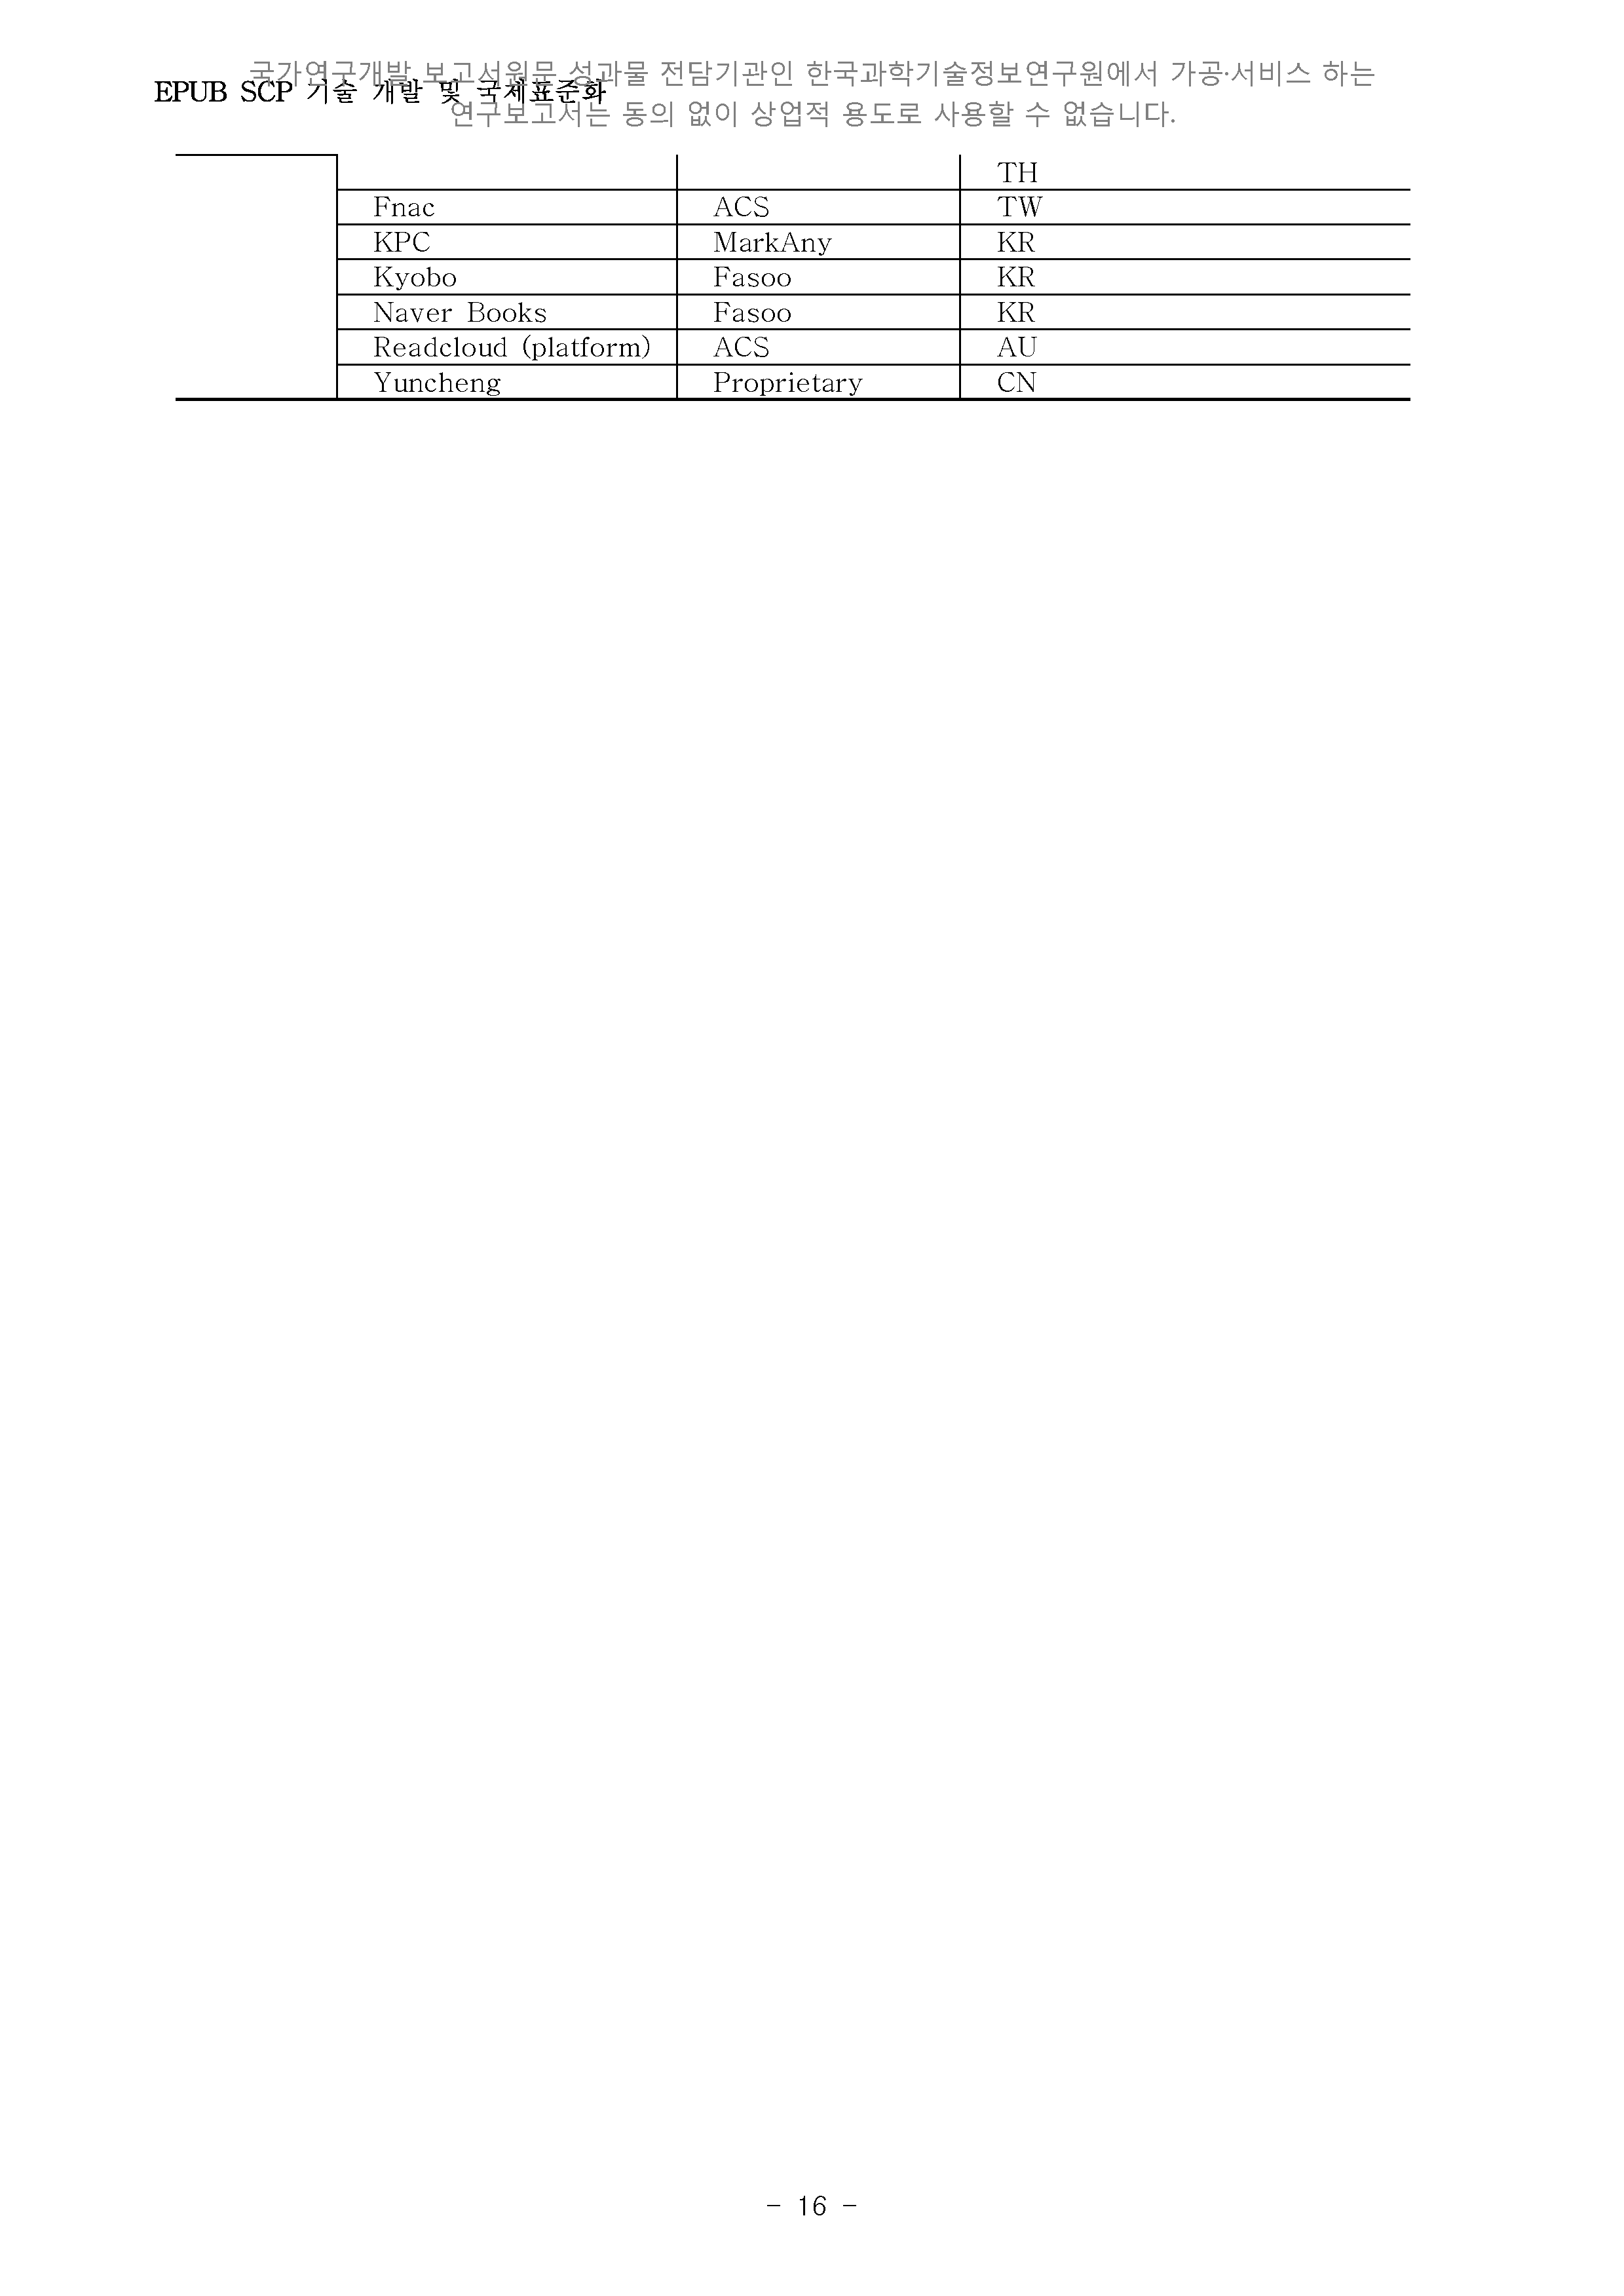 국가연구개발 보고서원문 성과물 전담기관인 한국과학기술정보연구원에서 가공·서비스 하는
EPUB SCP 기술 개발 및 국제표준화
연구보고서는 동의 없이 상업적 용도로 사용할 수 없습니다.
TH
Fnac ACS TW
KPC MarkAny KR
Kyobo Fasoo KR
Naver Books Fasoo KR
Readcloud (platform) ACS AU
Yuncheng Proprietary CN
- 16 -